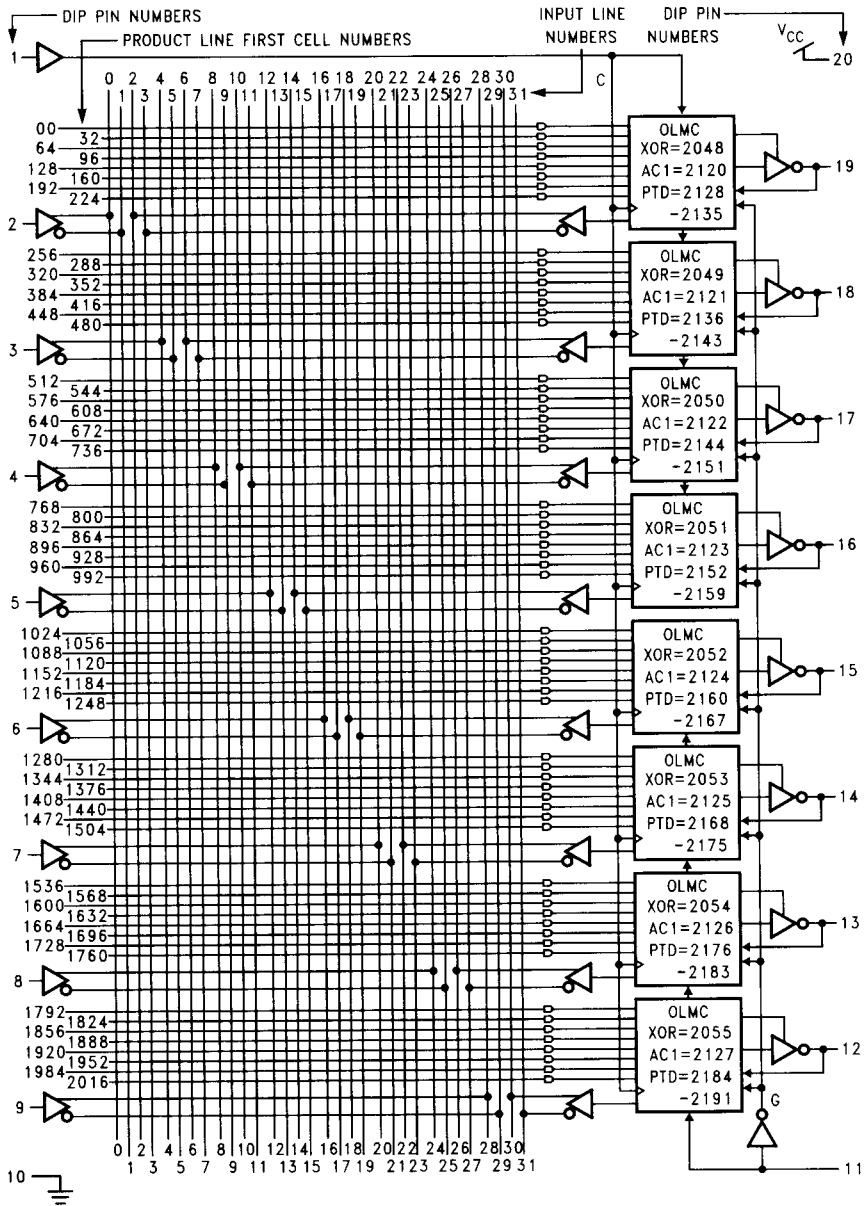 DIP PIN NUMBERS
INPUT LINE NUMBERS
DIP PIN NUMBERS
VCC
PRODUCT LINE FIRST CELL NUMBERS
1
20
0 2 4 6 8 10 12 14 16 18 20 22 24 26 28 30
C
1 3 5 7 9 11 13 15 17 19 21 23 25 27 29 31
00
32
64
96
128
160
192
224
OLMC
XOR=2048
AC1=2120
PTD=2128
-2135
19
2
256
288
320
352
384
416
448
480
OLMC
XOR=2049
AC1=2121
PTD=2136
-2143
18
3
512
544
576
608
640
672
704
736
OLMC
XOR=2050
AC1=2122
PTD=2144
-2151
17
4
768
800
832
864
896
928
960
992
OLMC
XOR=2051
AC1=2123
PTD=2152
-2159
16
5
1024
1056
1088
1120
1152
1184
1216
1248
OLMC
XOR=2052
AC1=2124
PTD=2160
-2167
15
6
1280
1312
1344
1376
1408
1440
1472
1504
OLMC
XOR=2053
AC1=2125
PTD=2168
-2175
14
7
1536
1568
1600
1632
1664
1696
1728
1760
OLMC
XOR=2054
AC1=2126
PTD=2176
-2183
13
8
1792
1824
1856
1888
1920
1952
1984
2016
OLMC
XOR=2055
AC1=2127
PTD=2184
-2191
12
9
G
0 2 4 6 8 10 12 14 16 18 20 22 24 26 28 30
1 3 5 7 9 11 13 15 17 19 21 23 25 27 29 31
10
11